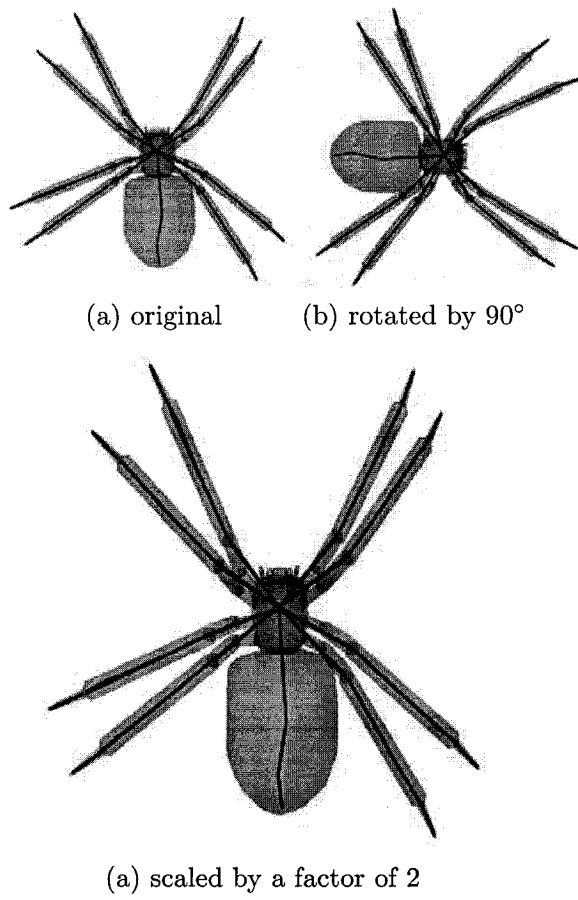 (a) original
(b) rotated by 90°
(a) scaled by a factor of 2